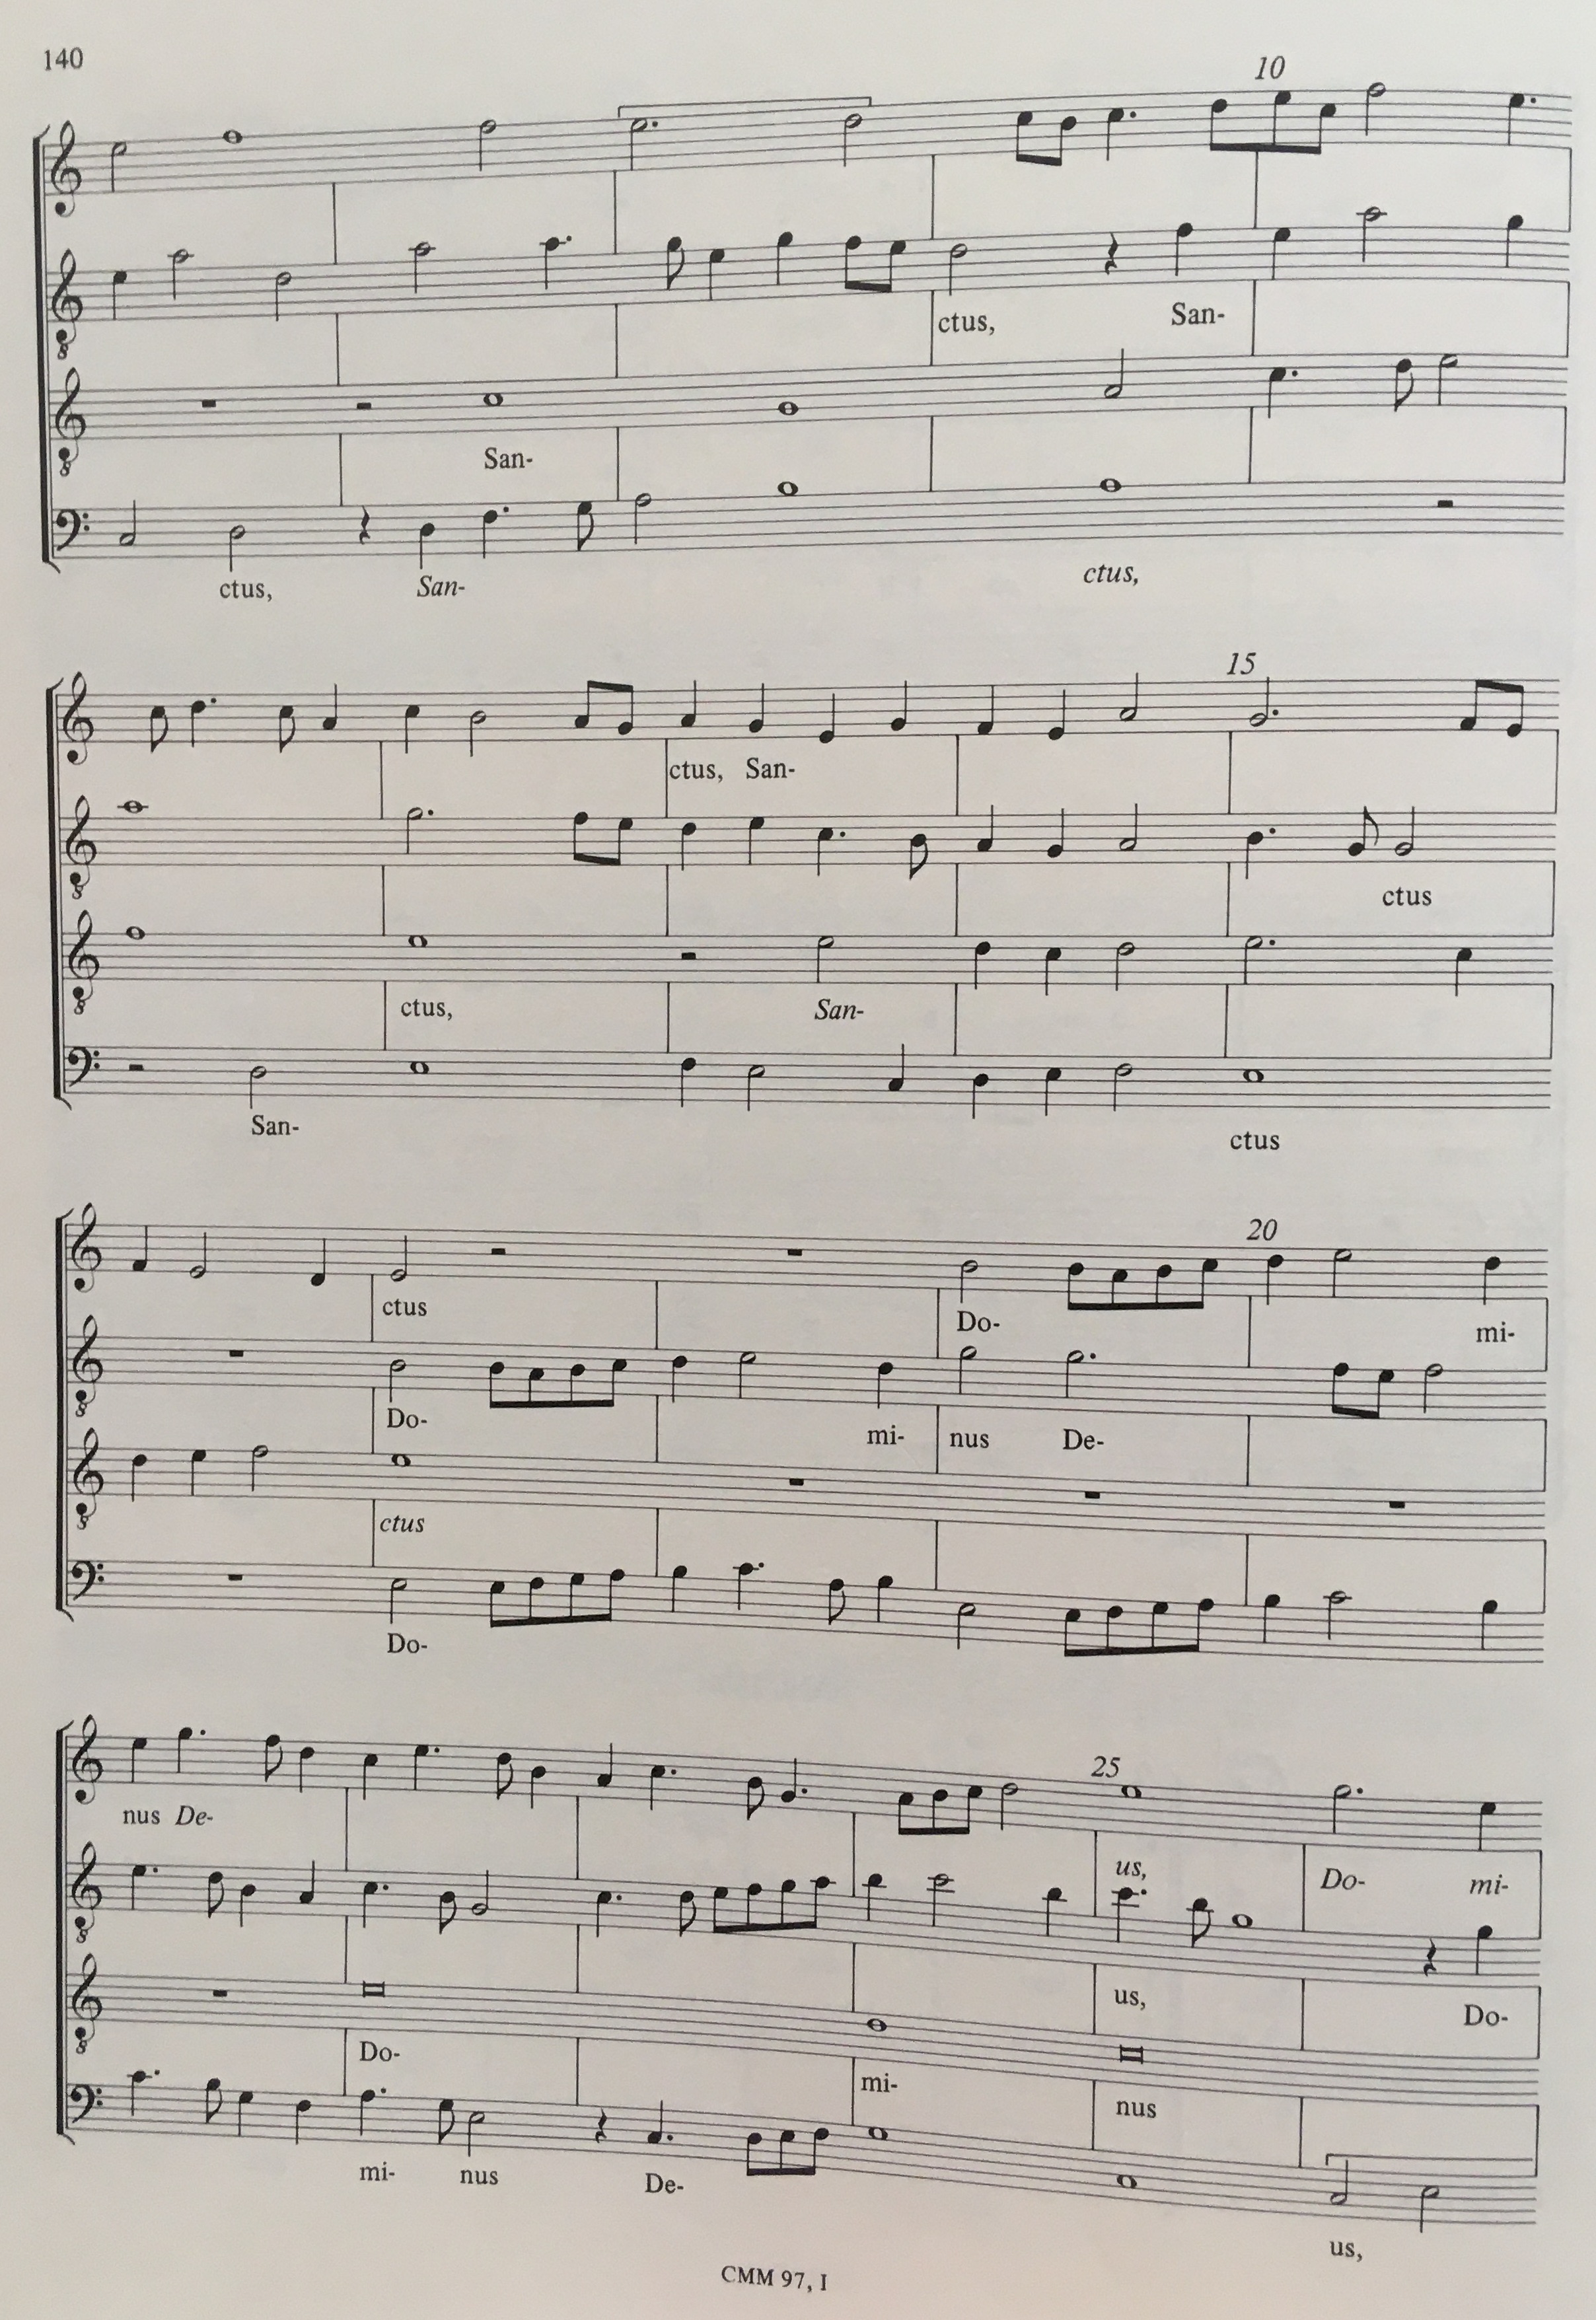 140
10
ctus, San-
San-
ctus, San- ctus,
15
ctus, San-
ctus
ctus, San-
San- ctus
20
ctus Do- mi-
Do- mi- nus De-
ctus
Do-
25
nus De- us, Do- mi-
us, Do-
Do- mi- nus
mi- nus De- us,
CMM 97, I